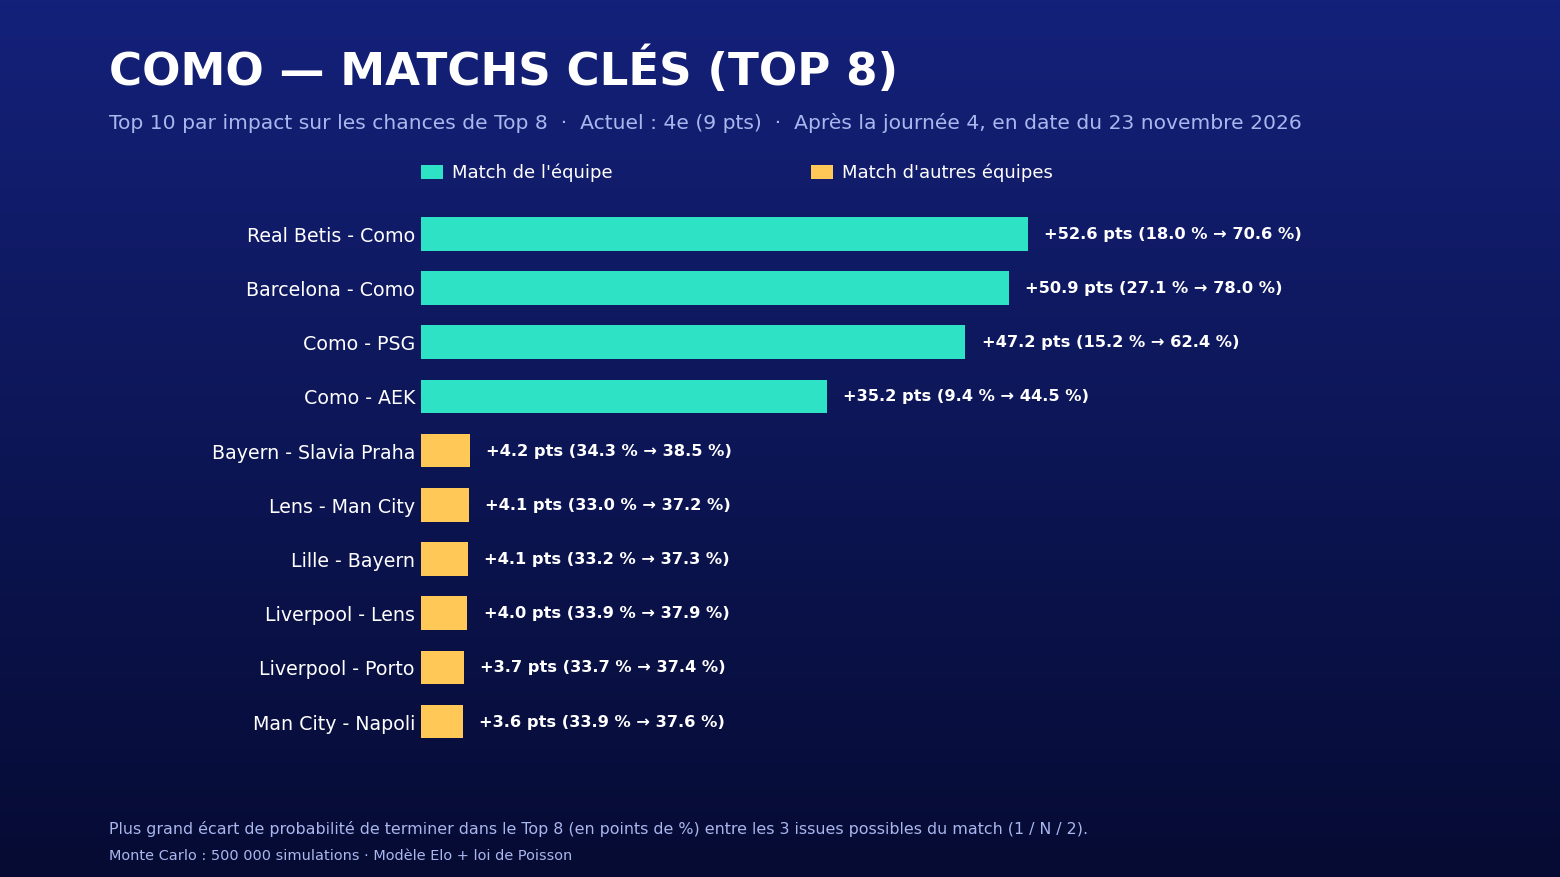 COMO — MATCHS CLÉS (TOP 8)
Top 10 par impact sur les chances de Top 8 · Actuel : 4e (9 pts) · Après la journée 4, en date du 23 novembre 2026
Match de l'équipe Match d'autres équipes
Real Betis - Como +52.6 pts (18.0 % → 70.6 %)
Barcelona - Como +50.9 pts (27.1 % → 78.0 %)
Como - PSG +47.2 pts (15.2 % → 62.4 %)
Como - AEK +35.2 pts (9.4 % → 44.5 %)
Bayern - Slavia Praha +4.2 pts (34.3 % → 38.5 %)
Lens - Man City +4.1 pts (33.0 % → 37.2 %)
Lille - Bayern +4.1 pts (33.2 % → 37.3 %)
Liverpool - Lens +4.0 pts (33.9 % → 37.9 %)
Liverpool - Porto +3.7 pts (33.7 % → 37.4 %)
Man City - Napoli +3.6 pts (33.9 % → 37.6 %)
Plus grand écart de probabilité de terminer dans le Top 8 (en points de %) entre les 3 issues possibles du match (1 / N / 2).
Monte Carlo : 500 000 simulations · Modèle Elo + loi de Poisson